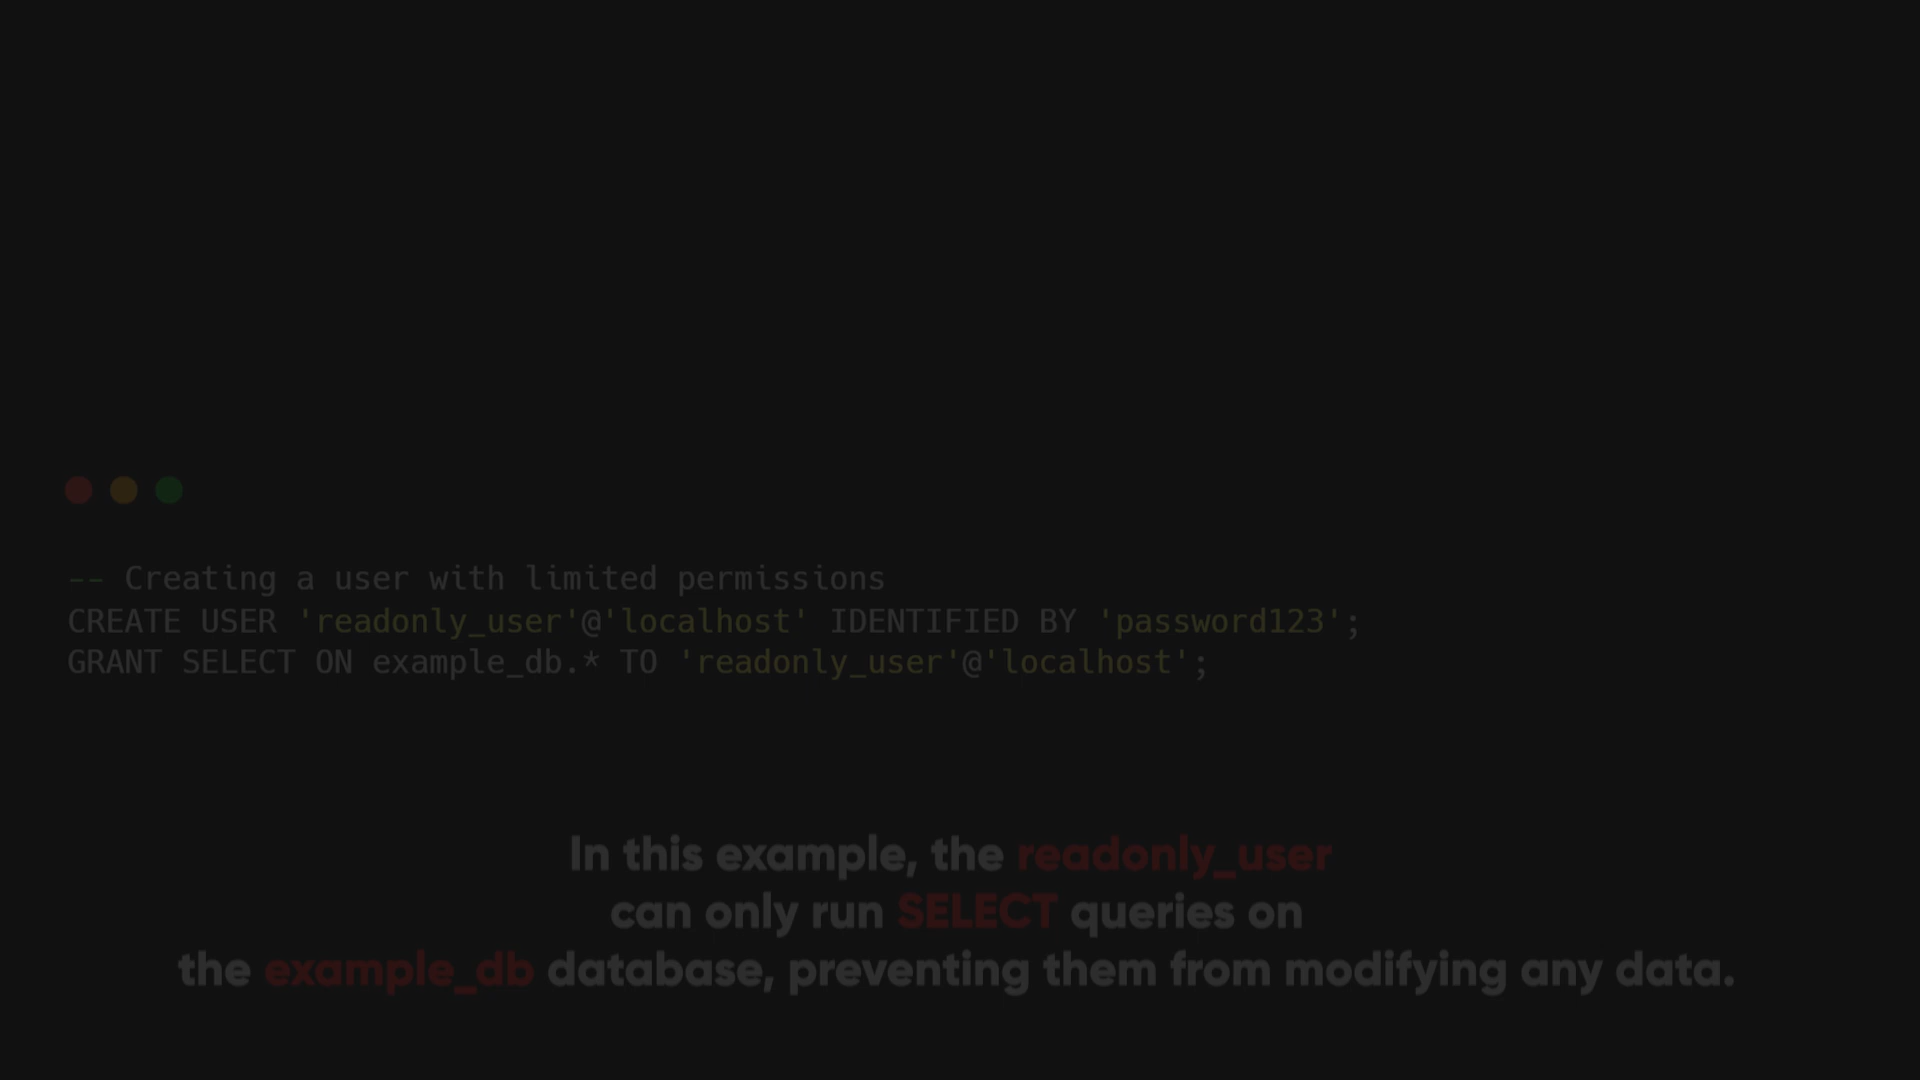 -- Creating a user with limited permissions
CREATE USER 'readonly_user'@'localhost' IDENTIFIED BY 'password123';
GRANT SELECT ON example_db.* TO 'readonly_user'@'localhost';
In this example, the readonly_user
can only run SELECT queries on
the example_db database, preventing them from modifying any data.